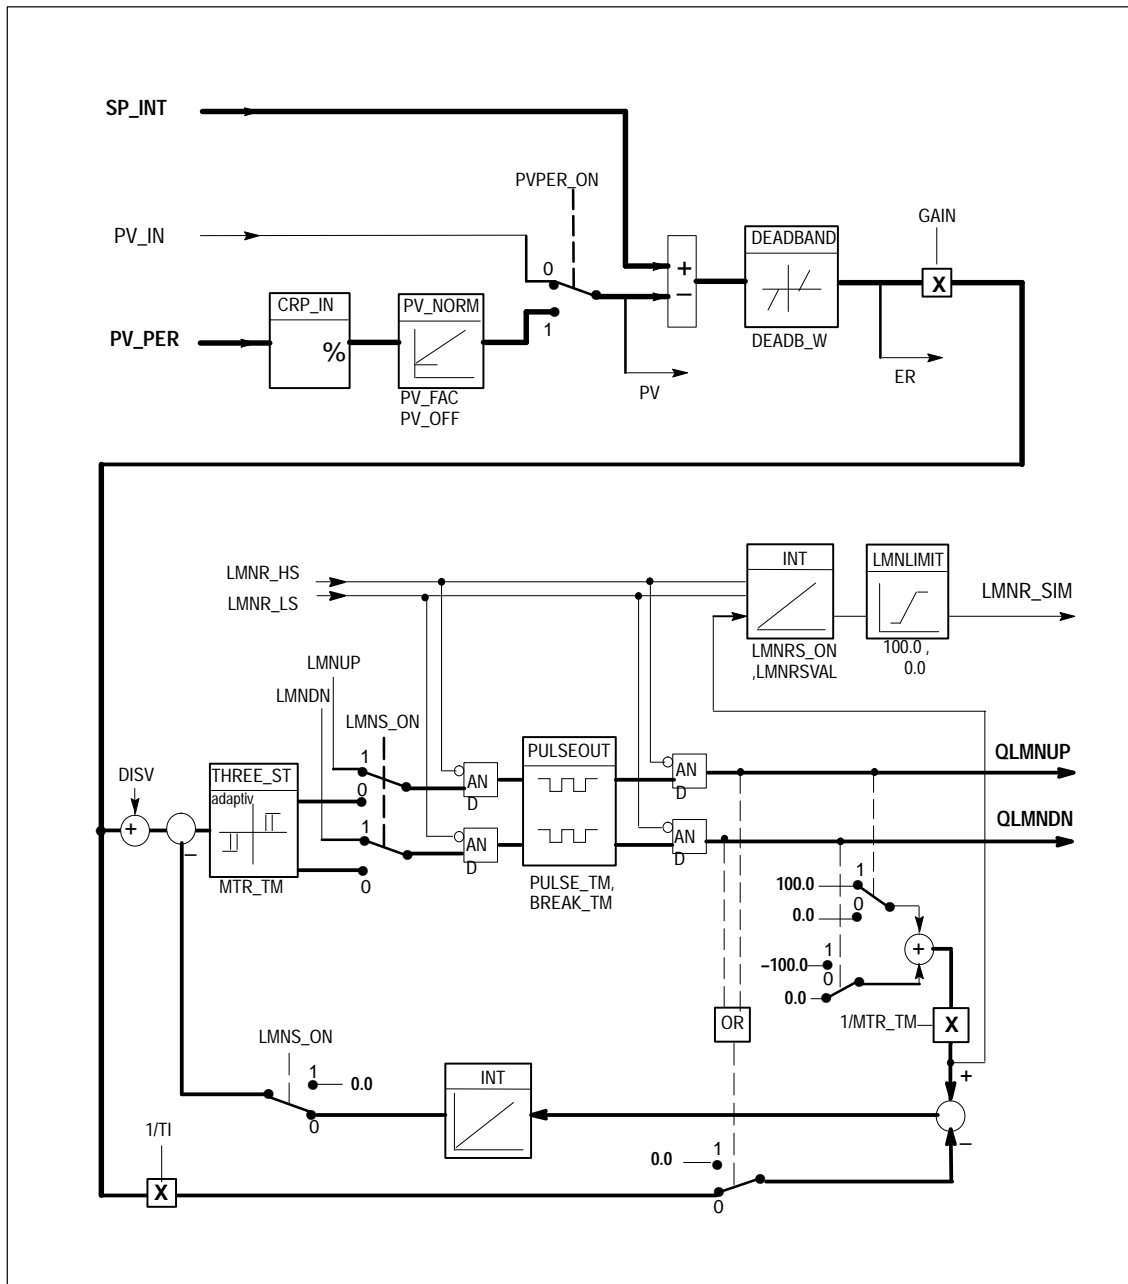 SP_INT
PVPER_ON
GAIN
PV_IN
DEADBAND
+
0
X
–
CRP_IN
PV_NORM
1
PV_PER
%
DEADB_W
ER
PV
PV_FAC
PV_OFF
INT
LMNLIMIT
LMNR_HS
LMNR_LS
LMNR_SIM
LMNRS_ON
,LMNRSVAL
100.0 ,
0.0
LMNUP
LMNDN
LMNS_ON
PULSEOUT
QLMNUP
1
DISV
THREE_ST
AN
D
AN
D
adaptiv
0
QLMNDN
+
1
AN
D
AN
D
–
MTR_TM
0
PULSE_TM,
BREAK_TM
1
100.0
0
0.0
1
+
–100.0
0
0.0
OR
1/MTR_TM
X
LMNS_ON
1
0.0
INT
+
0
1/TI
–
1
0.0
X
0